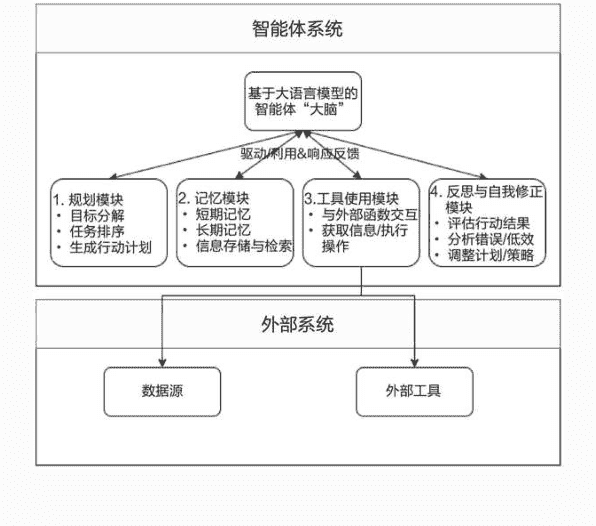 智能体系统
基于大语言模型的
智能体“大脑”
驱动/利用&响应反馈
1. 规划模块
• 目标分解
• 任务排序
• 生成行动计划
2. 记忆模块
• 短期记忆
• 长期记忆
• 信息存储与检索
3.工具使用模块
• 与外部函数交互
• 获取信息/执行
操作
4. 反思与自我修正
模块
• 评估行动结果
• 分析错误/低效
• 调整计划/策略
外部系统
数据源
外部工具